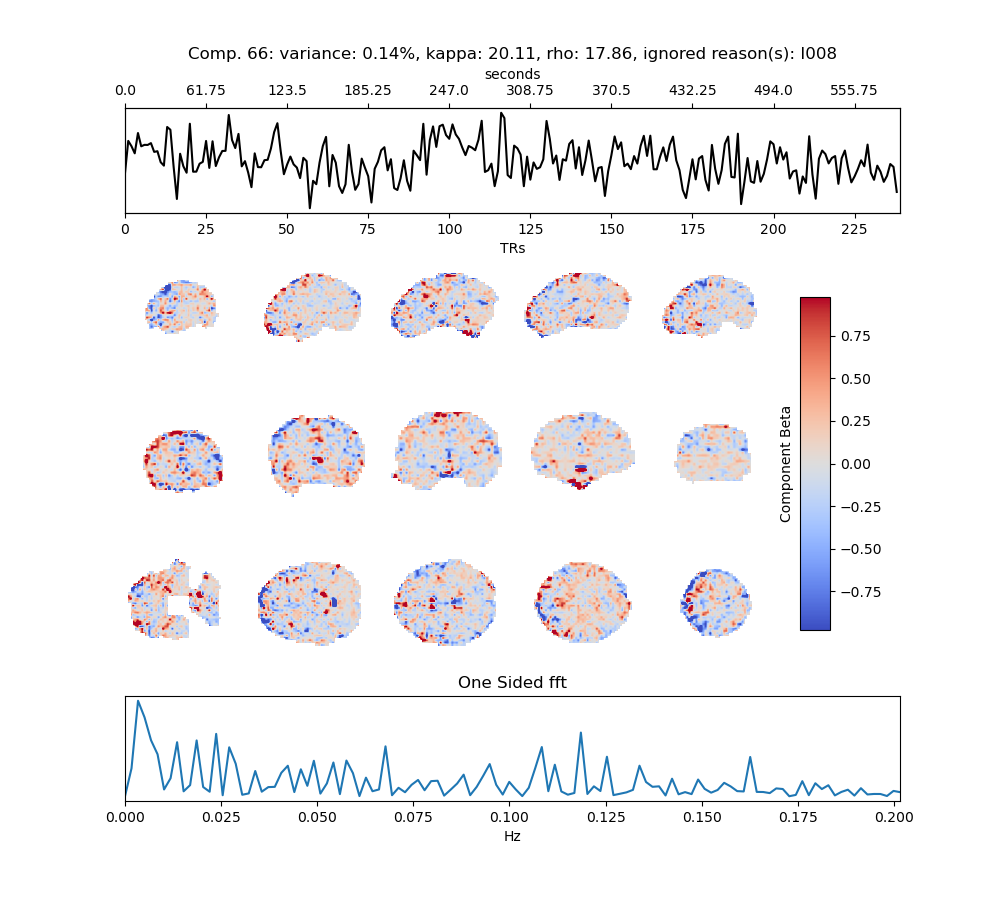 Comp. 66: variance: 0.14%, kappa: 20.11, rho: 17.86, ignored reason(s): I008
seconds
0.0 61.75 123.5 185.25 247.0 308.75 370.5 432.25 494.0 555.75
0 25 50 75 100 125 150 175 200 225
TRs
0.75
0.50
0.25
0.00
−0.25
−0.50
−0.75
Component Beta
One Sided fft
0.000 0.025 0.050 0.075 0.100 0.125 0.150 0.175 0.200
Hz